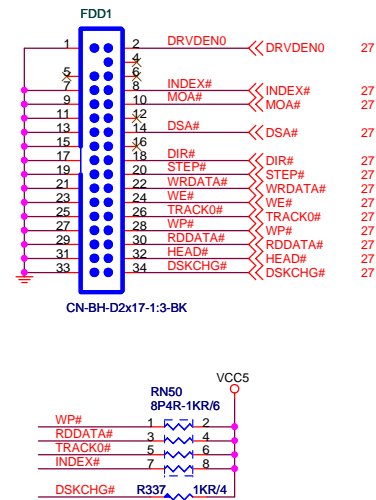 FDD1
1 2 DRVDEN0 DRVDEN0 27
4
5 6
7 8 INDEX# INDEX# 27
9 10 MOA# MOA# 27
11 12
13 14 DSA# DSA# 27
15 16
17 18 DIR# DIR# 27
19 20 STEP# STEP# 27
21 22 WRDATA# WRDATA# 27
23 24 WE# WE# 27
25 26 TRACK0# TRACK0# 27
27 28 WP# WP# 27
29 30 RDDATA# RDDATA# 27
31 32 HEAD# HEAD# 27
33 34 DSKCHG# DSKCHG# 27
CN-BH-D2x17-1:3-BK
VCC5
RN50
8P4R-1KR/6
WP# 1 2
RDDATA# 3 4
TRACK0# 5 6
INDEX# 7 8
DSKCHG# R337 1KR/4